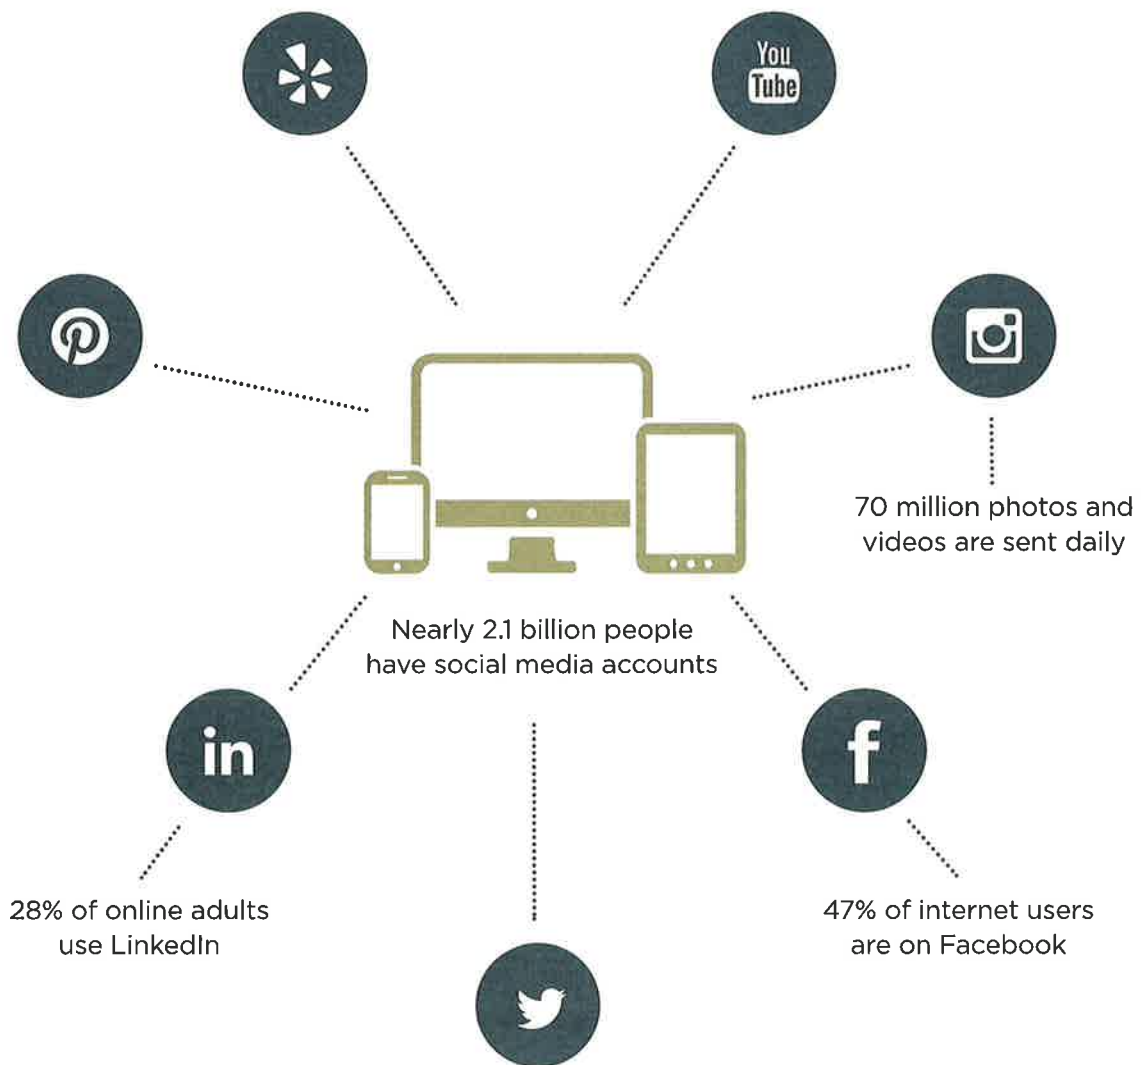 You
Tube
70 million photos and
videos are sent daily
Nearly 2.1 billion people
have social media accounts
in
f
28% of online adults
use LinkedIn
47% of internet users
are on Facebook